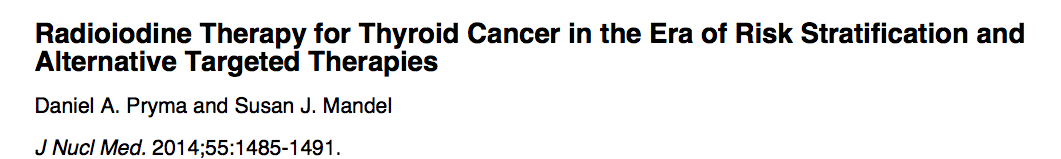 Radioiodine Therapy for Thyroid Cancer in the Era of Risk Stratification and
Alternative Targeted Therapies
Daniel A. Pryma and Susan J. Mandel
J Nucl Med. 2014;55:1485-1491.